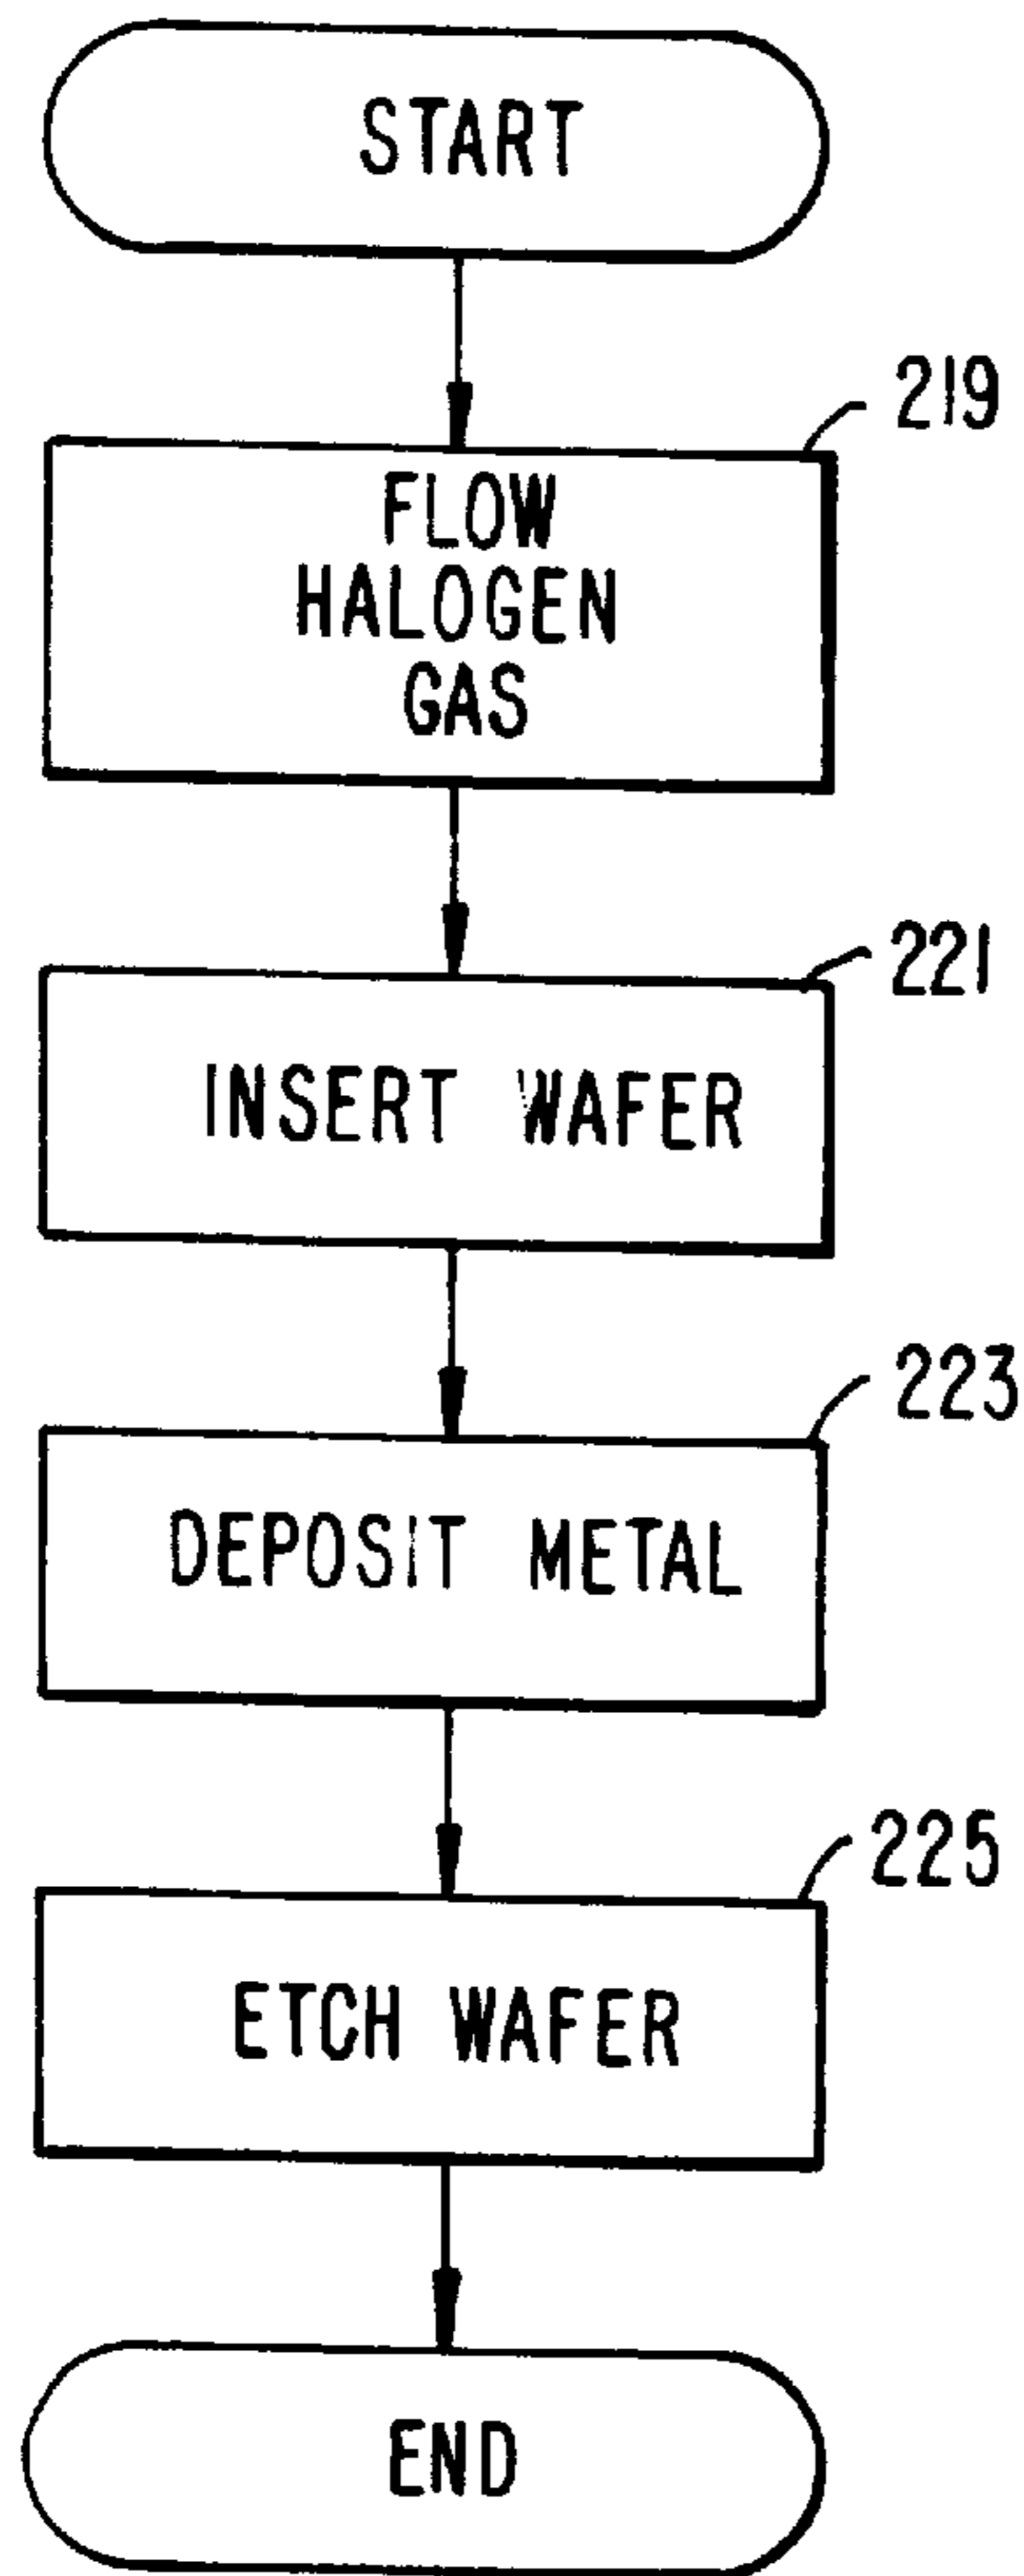 START
219
FLOW
HALOGEN
GAS
221
INSERT WAFER
223
DEPOSIT METAL
225
ETCH WAFER
END